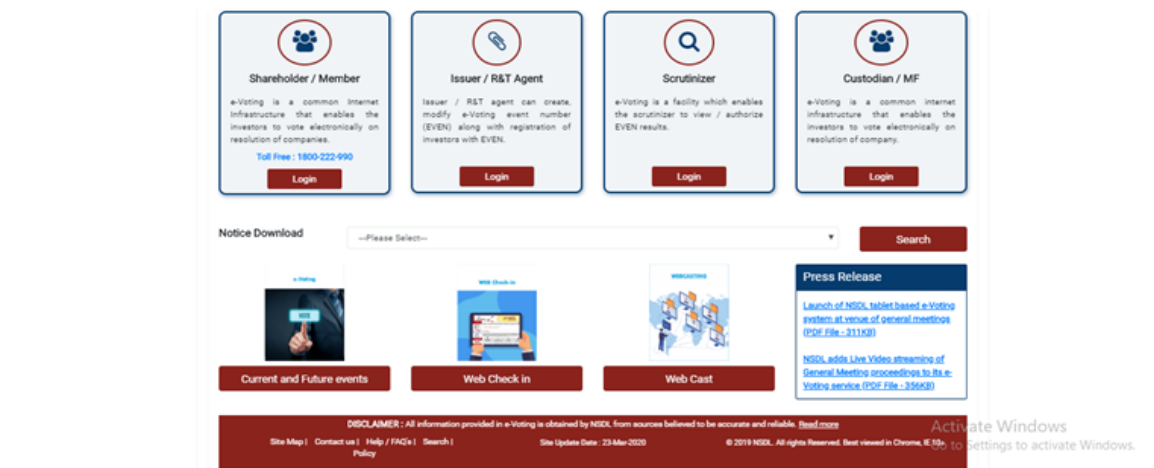 Shareholder / Member
e-Voting is a common Internet
Infrastructure that enables the
investors to vote electronically on
resolution of companies.
Toll Free : 1800-222-990
Login
Issuer / R&T Agent
Issuer / R&T agent can create,
modify e-Voting event number
(EVEN) along with registration of
investors with EVEN.
Login
Scrutinizer
e-Voting is a facility which enables
the scrutinizer to view / authorize
EVEN results.
Login
Custodian / MF
e-Voting is a common internet
infrastructure that enables the
investors to vote electronically on
resolution of company.
Login
Notice Download
---Please Select---
Search
e-Voting
VOTE
Current and Future events
WEB Check-in
Web Check in
WEBCASTING
Web Cast
Press Release
Launch of NSDL tablet based e-Voting
system at venue of general meetings
(PDF File - 311KB)
NSDL adds Live Video streaming of
General Meeting proceedings to its e-
Voting service (PDF File - 356KB)
DISCLAIMER : All information provided in e-Voting is obtained by NSDL from sources believed to be accurate and reliable. Read more
Site Map | Contact us | Help / FAQ's | Search |
Policy
Site Update Date : 23-Mar-2020
© 2019 NSDL. All rights Reserved. Best viewed in Chrome, IE 10+.
Activate Windows
Go to Settings to activate Windows.